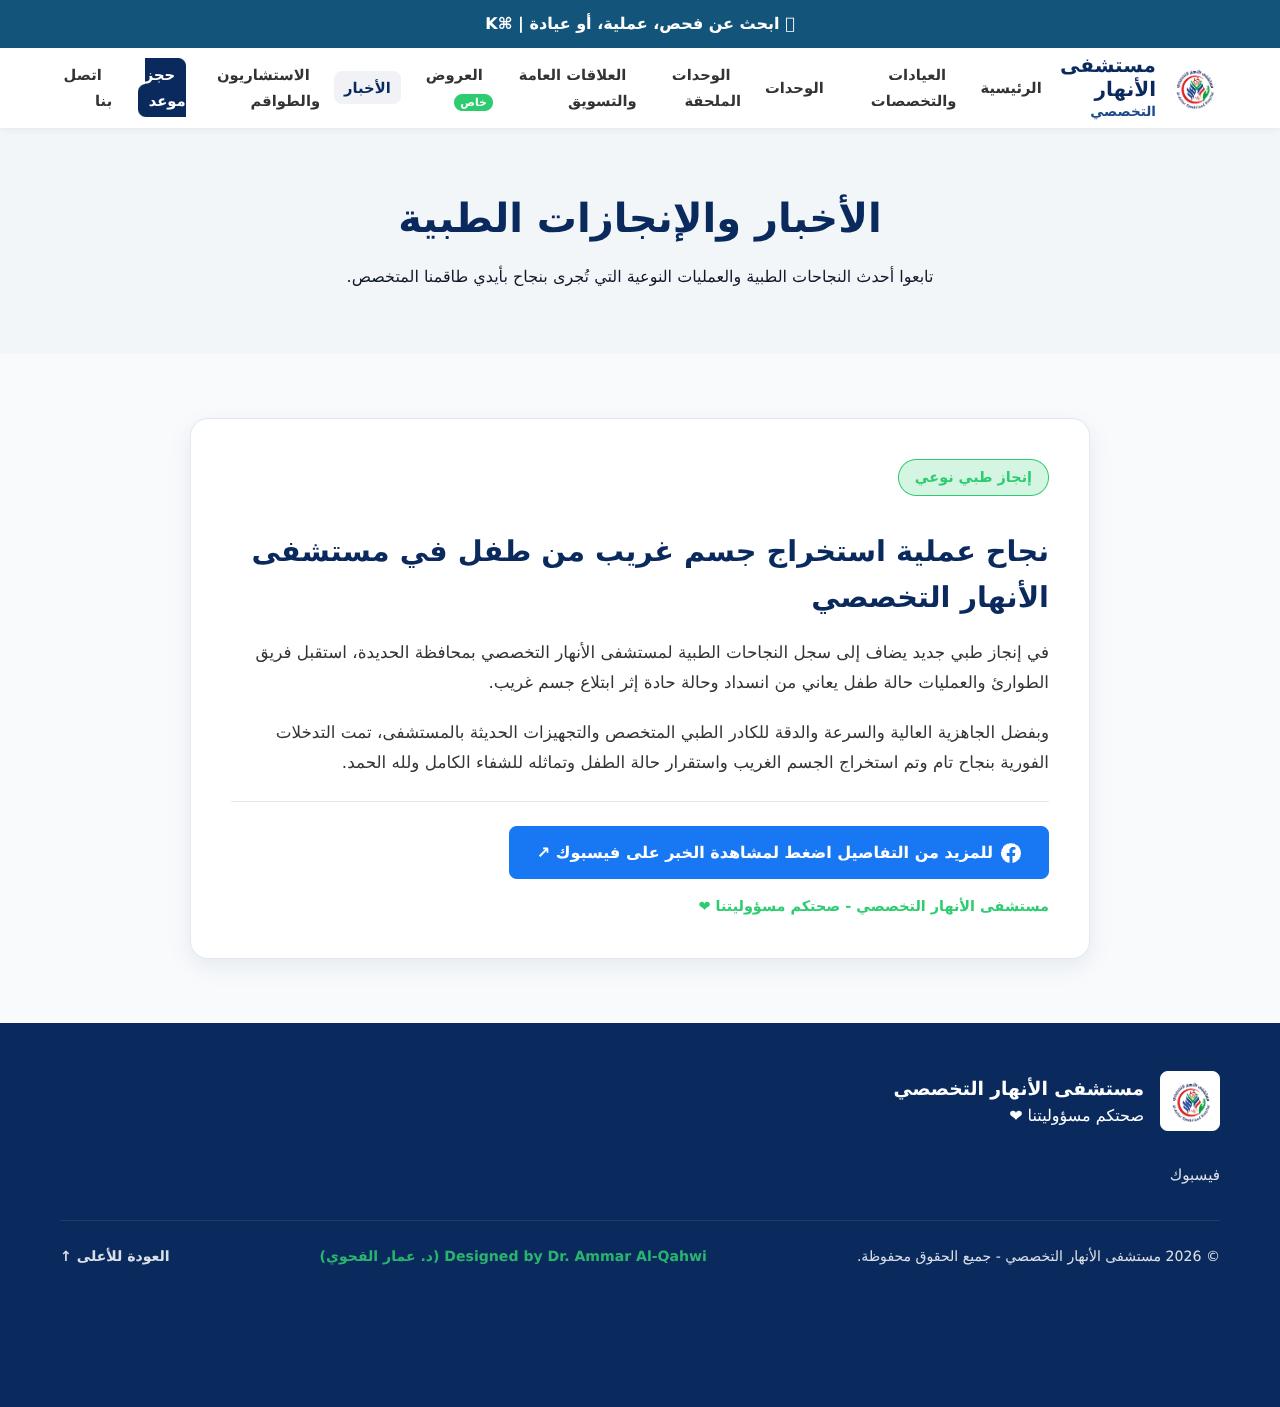 ابحث عن فحص، عملية، أو عيادة | ⌘K
مستشفى
الأنهار
التخصصي
الرئيسية
العيادات
والتخصصات
الوحدات
الوحدات
الملحقة
العلاقات العامة
والتسويق
العروض
خاص
الأخبار
الاستشاريون
والطواقم
حجز
موعد
اتصل
بنا
الأخبار والإنجازات الطبية
تابعوا أحدث النجاحات الطبية والعمليات النوعية التي تُجرى بنجاح بأيدي طاقمنا المتخصص.
إنجاز طبي نوعي
نجاح عملية استخراج جسم غريب من طفل في مستشفى
الأنهار التخصصي
في إنجاز طبي جديد يضاف إلى سجل النجاحات الطبية لمستشفى الأنهار التخصصي بمحافظة الحديدة، استقبل فريق
الطوارئ والعمليات حالة طفل يعاني من انسداد وحالة حادة إثر ابتلاع جسم غريب.
وبفضل الجاهزية العالية والسرعة والدقة للكادر الطبي المتخصص والتجهيزات الحديثة بالمستشفى، تمت التدخلات
الفورية بنجاح تام وتم استخراج الجسم الغريب واستقرار حالة الطفل وتماثله للشفاء الكامل ولله الحمد.
للمزيد من التفاصيل اضغط لمشاهدة الخبر على فيسبوك ↗
مستشفى الأنهار التخصصي - صحتكم مسؤوليتنا ❤
مستشفى الأنهار التخصصي
صحتكم مسؤوليتنا ❤
فيسبوك
© 2026 مستشفى الأنهار التخصصي - جميع الحقوق محفوظة.
Designed by Dr. Ammar Al-Qahwi (د. عمار القحوي)
العودة للأعلى ↑